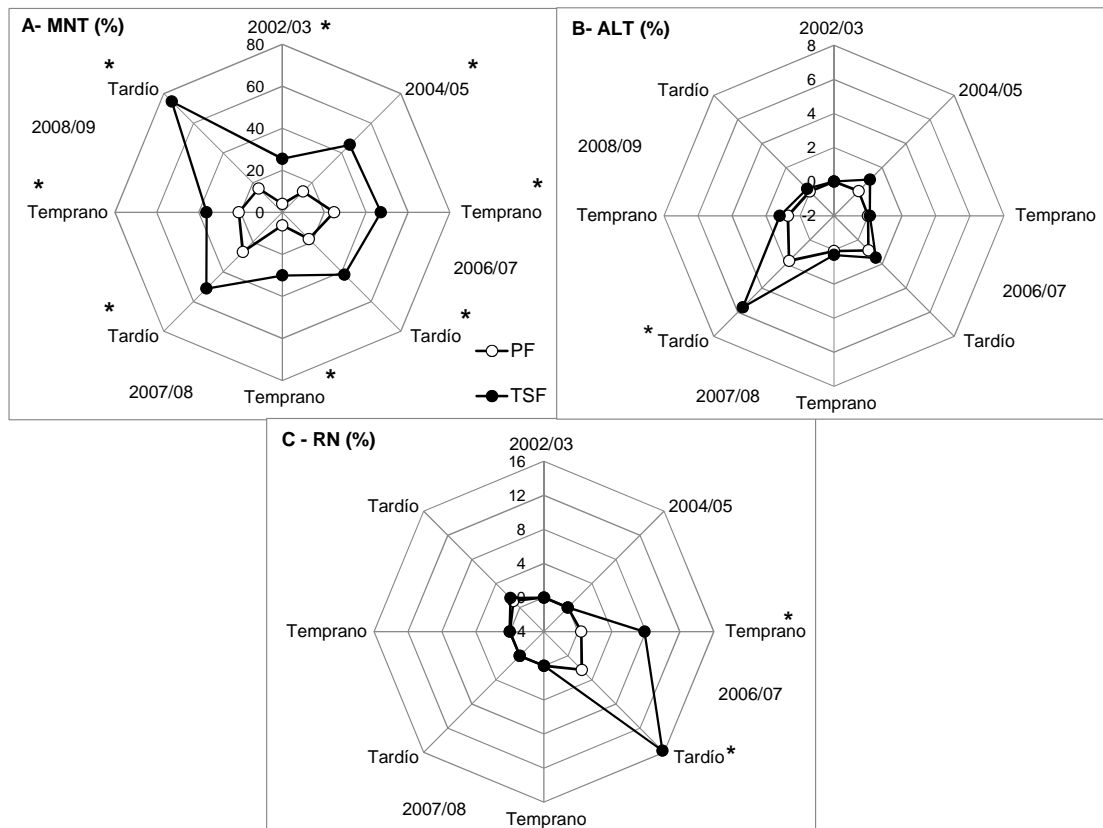 A- MNT (%)
2002/03 *
80
60
40
20
0
* 2004/05
* Temprano
2006/07
Tardío *
Temprano *
2007/08
* Tardío
* Temprano
2008/09
* Tardío
PF
TSF
B- ALT (%)
2002/03
8
6
4
2
0
-2
2004/05
Temprano
2006/07
Tardío
Temprano
2007/08
* Tardío
Temprano
2008/09
Tardío
C - RN (%)
2002/03
16
12
8
4
0
-4
2004/05
* Temprano
2006/07
Tardío *
Temprano
2007/08
Tardío
Temprano
Tardío